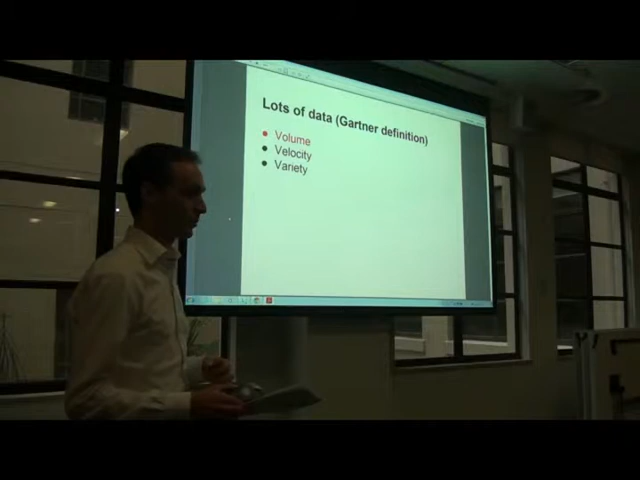 Lots of data (Gartner definition)
Volume
Velocity
Variety